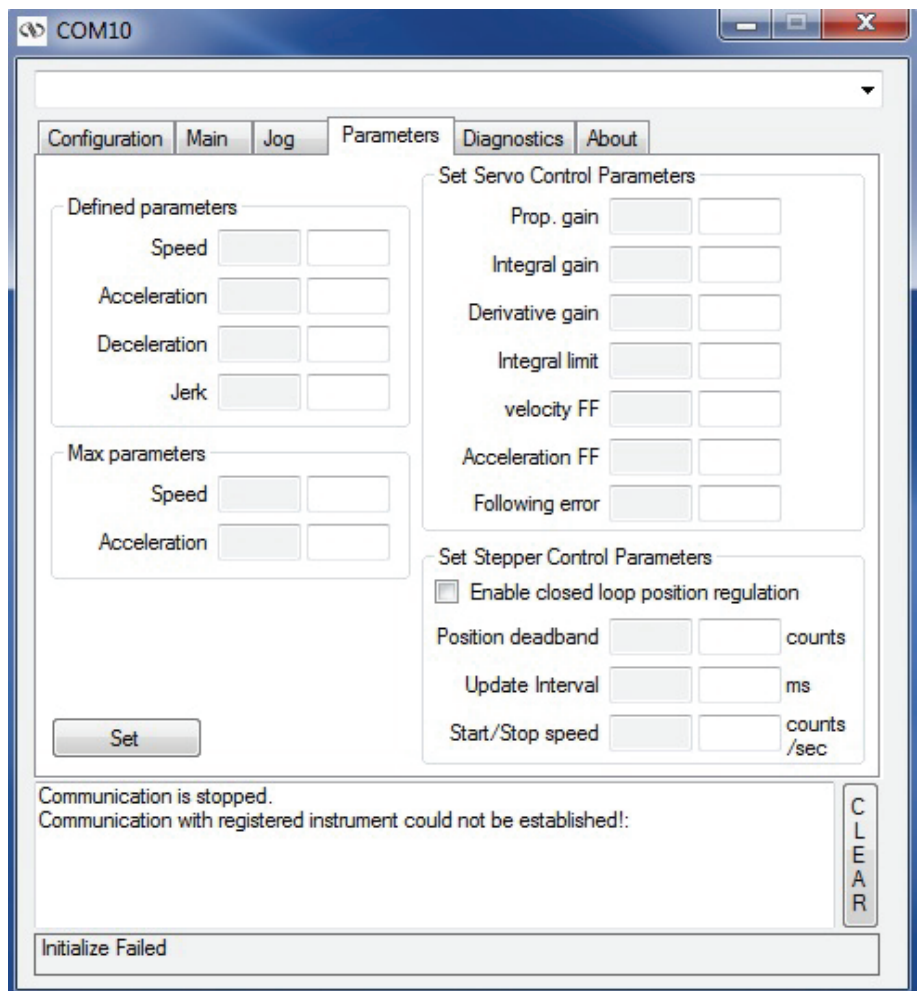 COM10
Configuration Main Jog Parameters Diagnostics About
Defined parameters
Speed
Acceleration
Deceleration
Jerk
Max parameters
Speed
Acceleration
Set
Set Servo Control Parameters
Prop. gain
Integral gain
Derivative gain
Integral limit
velocity FF
Acceleration FF
Following error
Set Stepper Control Parameters
Enable closed loop position regulation
Position deadband counts
Update Interval ms
Start/Stop speed counts
/sec
Communication is stopped.
Communication with registered instrument could not be established!:
CLEAR
Initialize Failed